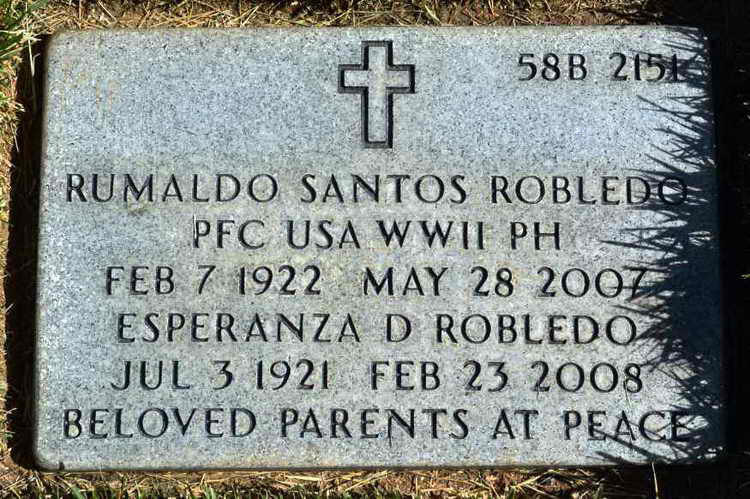 58B 2151
RUMALDO SANTOS ROBLEDO
PFC USA WWII PH
FEB 7 1922 MAY 28 2007
ESPERANZA D ROBLEDO
JUL 3 1921 FEB 23 2008
BELOVED PARENTS AT PEACE